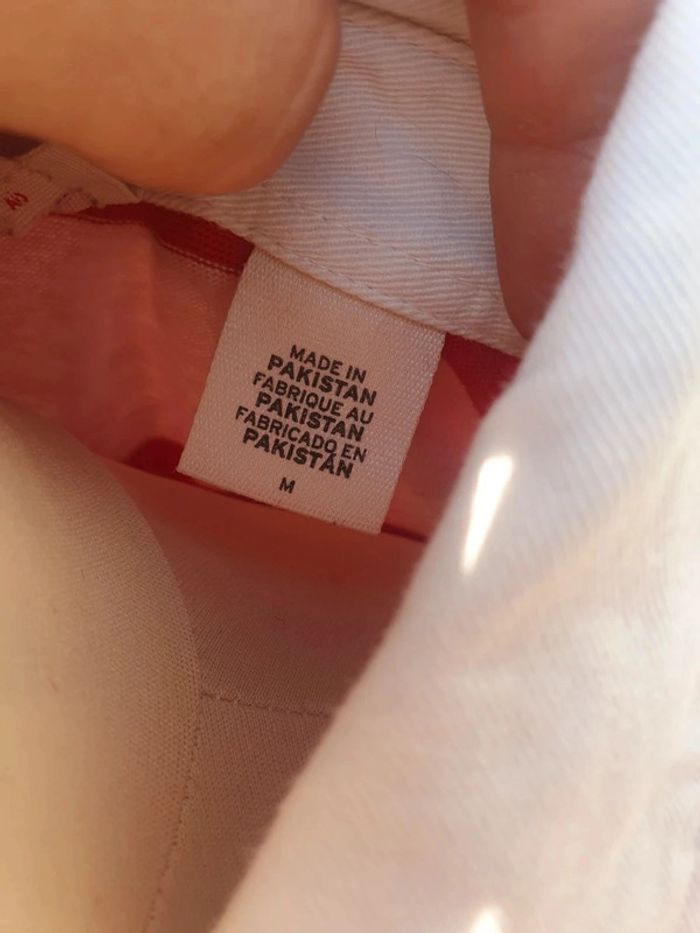 MADE IN
PAKISTAN
FABRIQUE AU
PAKISTAN
FABRICADO EN
PAKISTÁN
M